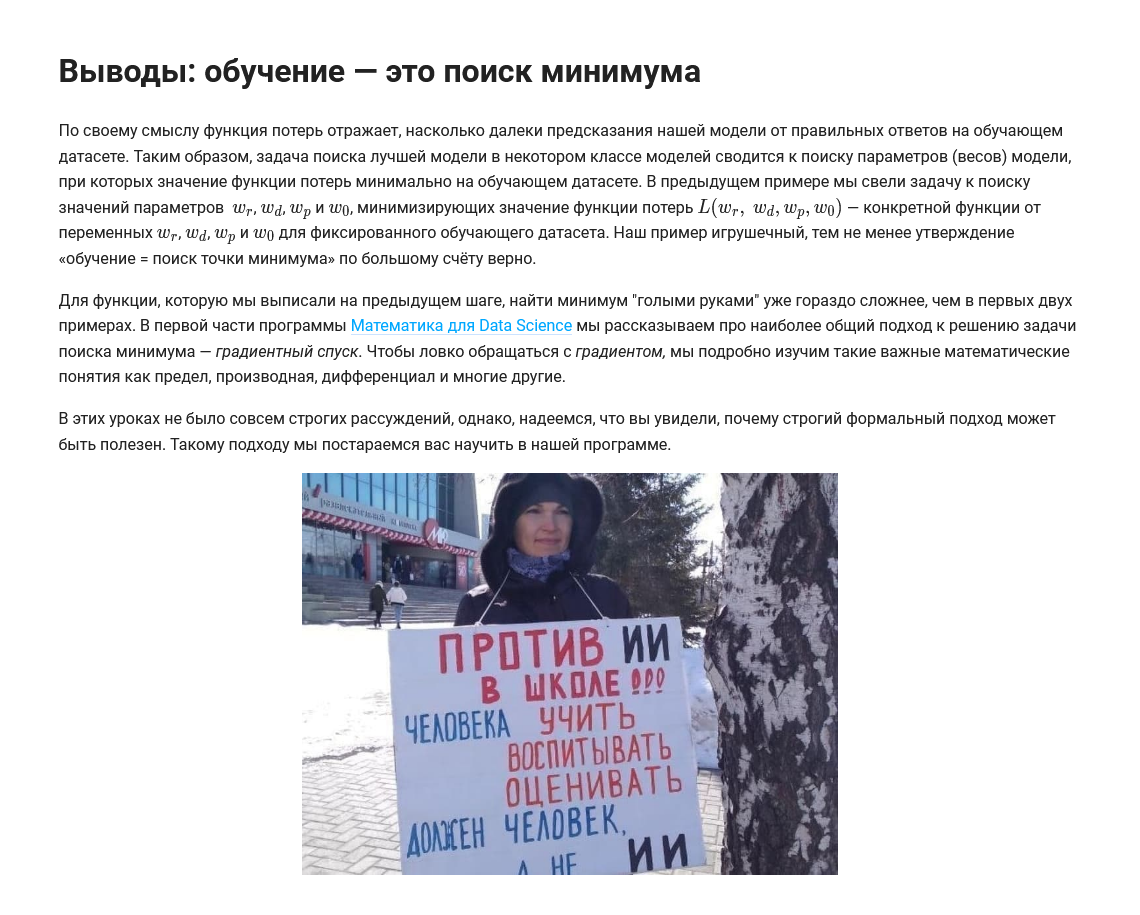 Выводы: обучение — это поиск минимума
По своему смыслу функция потерь отражает, насколько далеки предсказания нашей модели от правильных ответов на обучающем
датасете. Таким образом, задача поиска лучшей модели в некотором классе моделей сводится к поиску параметров (весов) модели,
при которых значение функции потерь минимально на обучающем датасете. В предыдущем примере мы свели задачу к поиску
значений параметров w_r, w_d, w_p и w_0, минимизирующих значение функции потерь L(w_r, w_d, w_p, w_0) – конкретной функции от
переменных w_r, w_d, w_p и w_0 для фиксированного обучающего датасета. Наш пример игрушечный, тем не менее утверждение
«обучение = поиск точки минимума» по большому счёту верно.
Для функции, которую мы выписали на предыдущем шаге, найти минимум "голыми руками" уже гораздо сложнее, чем в первых двух
примерах. В первой части программы Математика для Data Science мы рассказываем про наиболее общий подход к решению задачи
поиска минимума — градиентный спуск. Чтобы ловко обращаться с градиентом, мы подробно изучим такие важные математические
понятия как предел, производная, дифференциал и многие другие.
В этих уроках не было совсем строгих рассуждений, однако, надеемся, что вы увидели, почему строгий формальный подход может
быть полезен. Такому подходу мы постараемся вас научить в нашей программе.
ПРОТИВ ИИ
В ШКОЛЕ !!!
ЧЕЛОВЕКА УЧИТЬ
ВОСПИТЫВАТЬ
ОЦЕНИВАТЬ
ДОЛЖЕН ЧЕЛОВЕК,
А НЕ ИИ